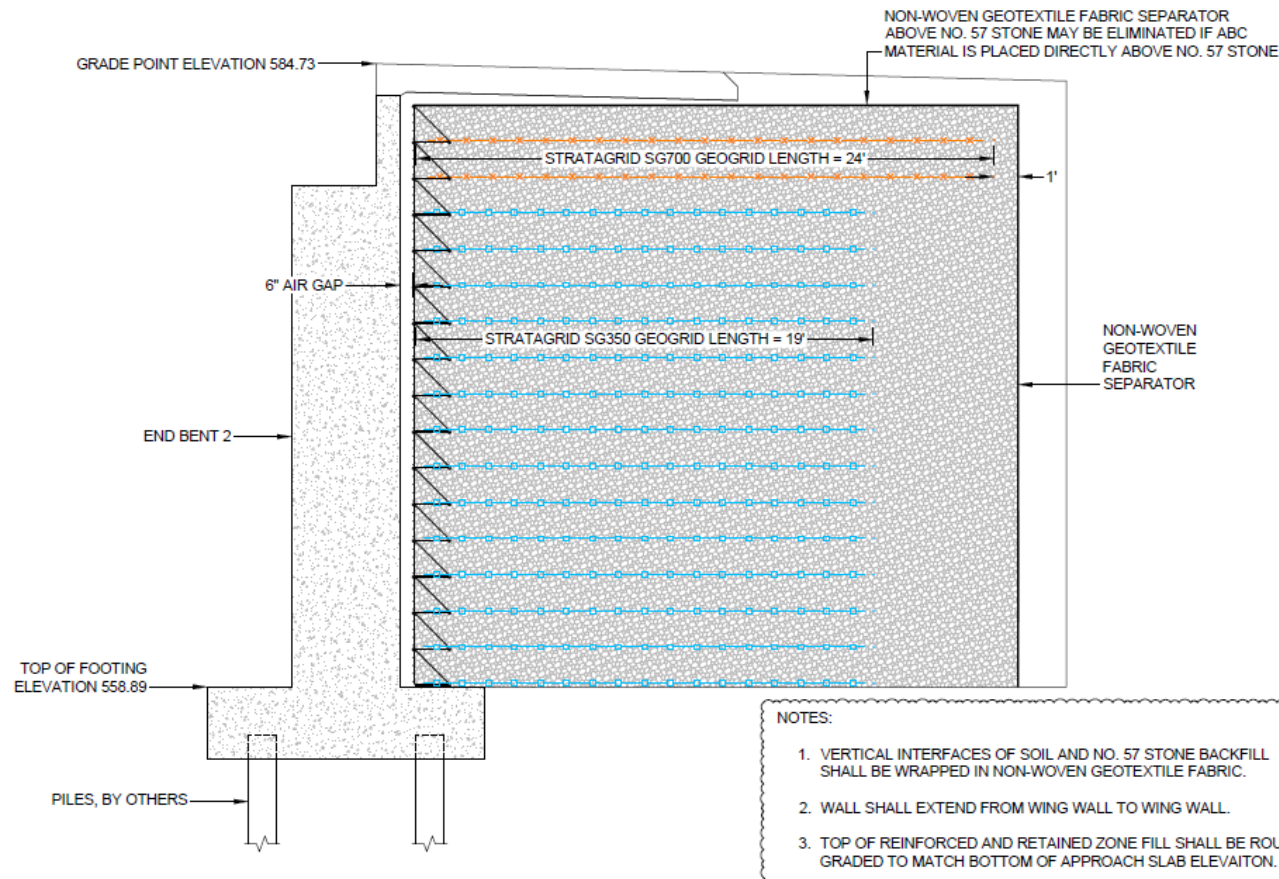 NON-WOVEN GEOTEXTILE FABRIC SEPARATOR
ABOVE NO. 57 STONE MAY BE ELIMINATED IF ABC
MATERIAL IS PLACED DIRECTLY ABOVE NO. 57 STONE
GRADE POINT ELEVATION 584.73
STRATAGRID SG700 GEOGRID LENGTH = 24'
1'
6" AIR GAP
STRATAGRID SG350 GEOGRID LENGTH = 19'
NON-WOVEN
GEOTEXTILE
FABRIC
SEPARATOR
END BENT 2
TOP OF FOOTING
ELEVATION 558.89
PILES, BY OTHERS
NOTES:
1. VERTICAL INTERFACES OF SOIL AND NO. 57 STONE BACKFILL
SHALL BE WRAPPED IN NON-WOVEN GEOTEXTILE FABRIC.
2. WALL SHALL EXTEND FROM WING WALL TO WING WALL.
3. TOP OF REINFORCED AND RETAINED ZONE FILL SHALL BE ROU
GRADED TO MATCH BOTTOM OF APPROACH SLAB ELEVAITON.